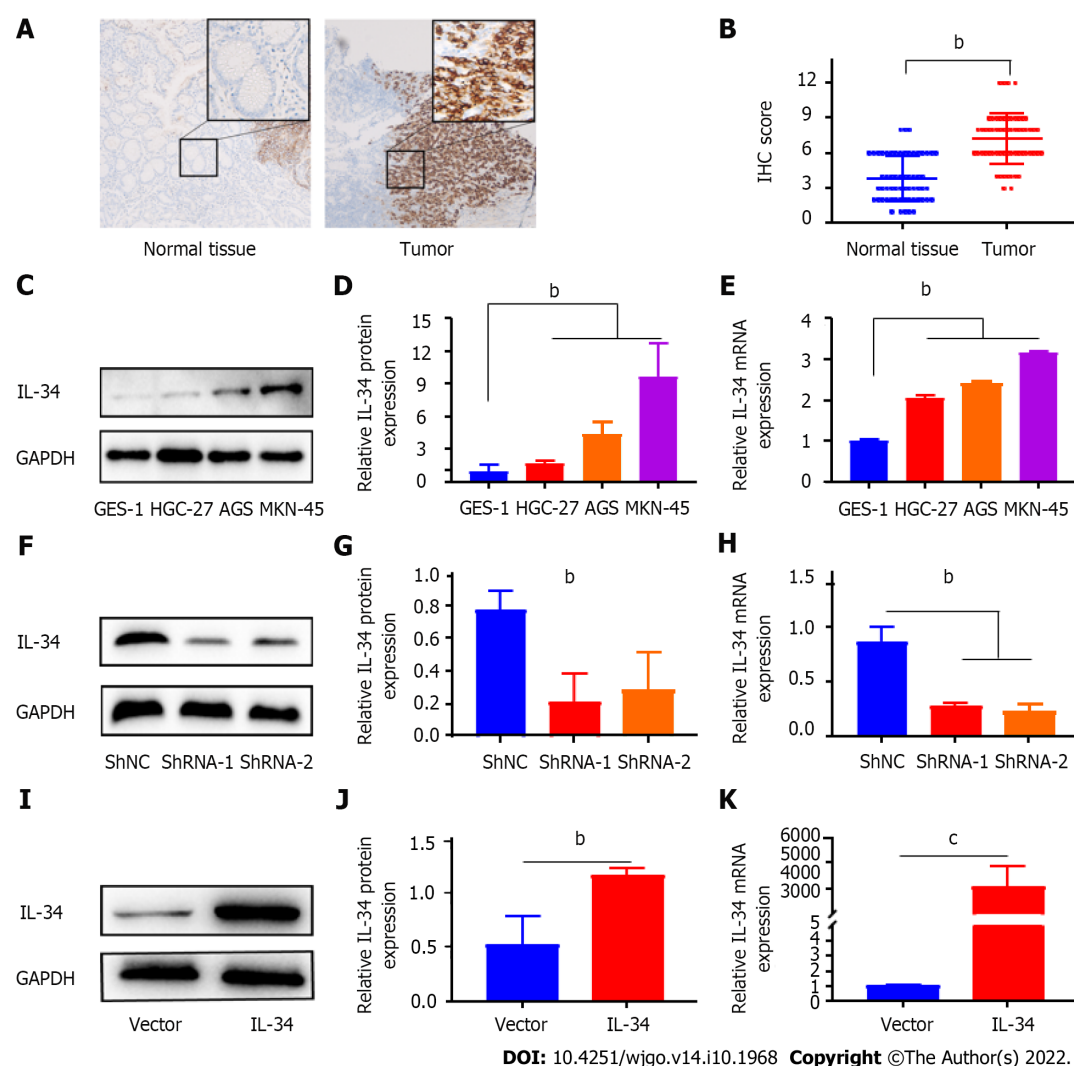 A
Normal tissue
Tumor
B
b
IHC score
12
9
6
3
0
Normal tissue
Tumor
C
IL-34
GAPDH
GES-1 HGC-27 AGS MKN-45
D
b
Relative IL-34 protein
expression
15
12
9
6
3
0
GES-1 HGC-27 AGS MKN-45
E
b
Relative IL-34 mRNA
expression
4
3
2
1
0
GES-1 HGC-27 AGS MKN-45
F
IL-34
GAPDH
ShNC ShRNA-1 ShRNA-2
G
b
Relative IL-34 protein
expression
1.0
0.8
0.6
0.4
0.2
0.0
ShNC ShRNA-1 ShRNA-2
H
b
Relative IL-34 mRNA
expression
1.5
1.0
0.5
0.0
ShNC ShRNA-1 ShRNA-2
I
IL-34
GAPDH
Vector IL-34
J
b
Relative IL-34 protein
expression
1.5
1.0
0.5
0.0
Vector IL-34
K
c
Relative IL-34 mRNA
expression
6000
5000
4000
3000
5
4
3
2
1
0
Vector IL-34
DOI: 10.4251/wjgo.v14.i10.1968 Copyright ©The Author(s) 2022.